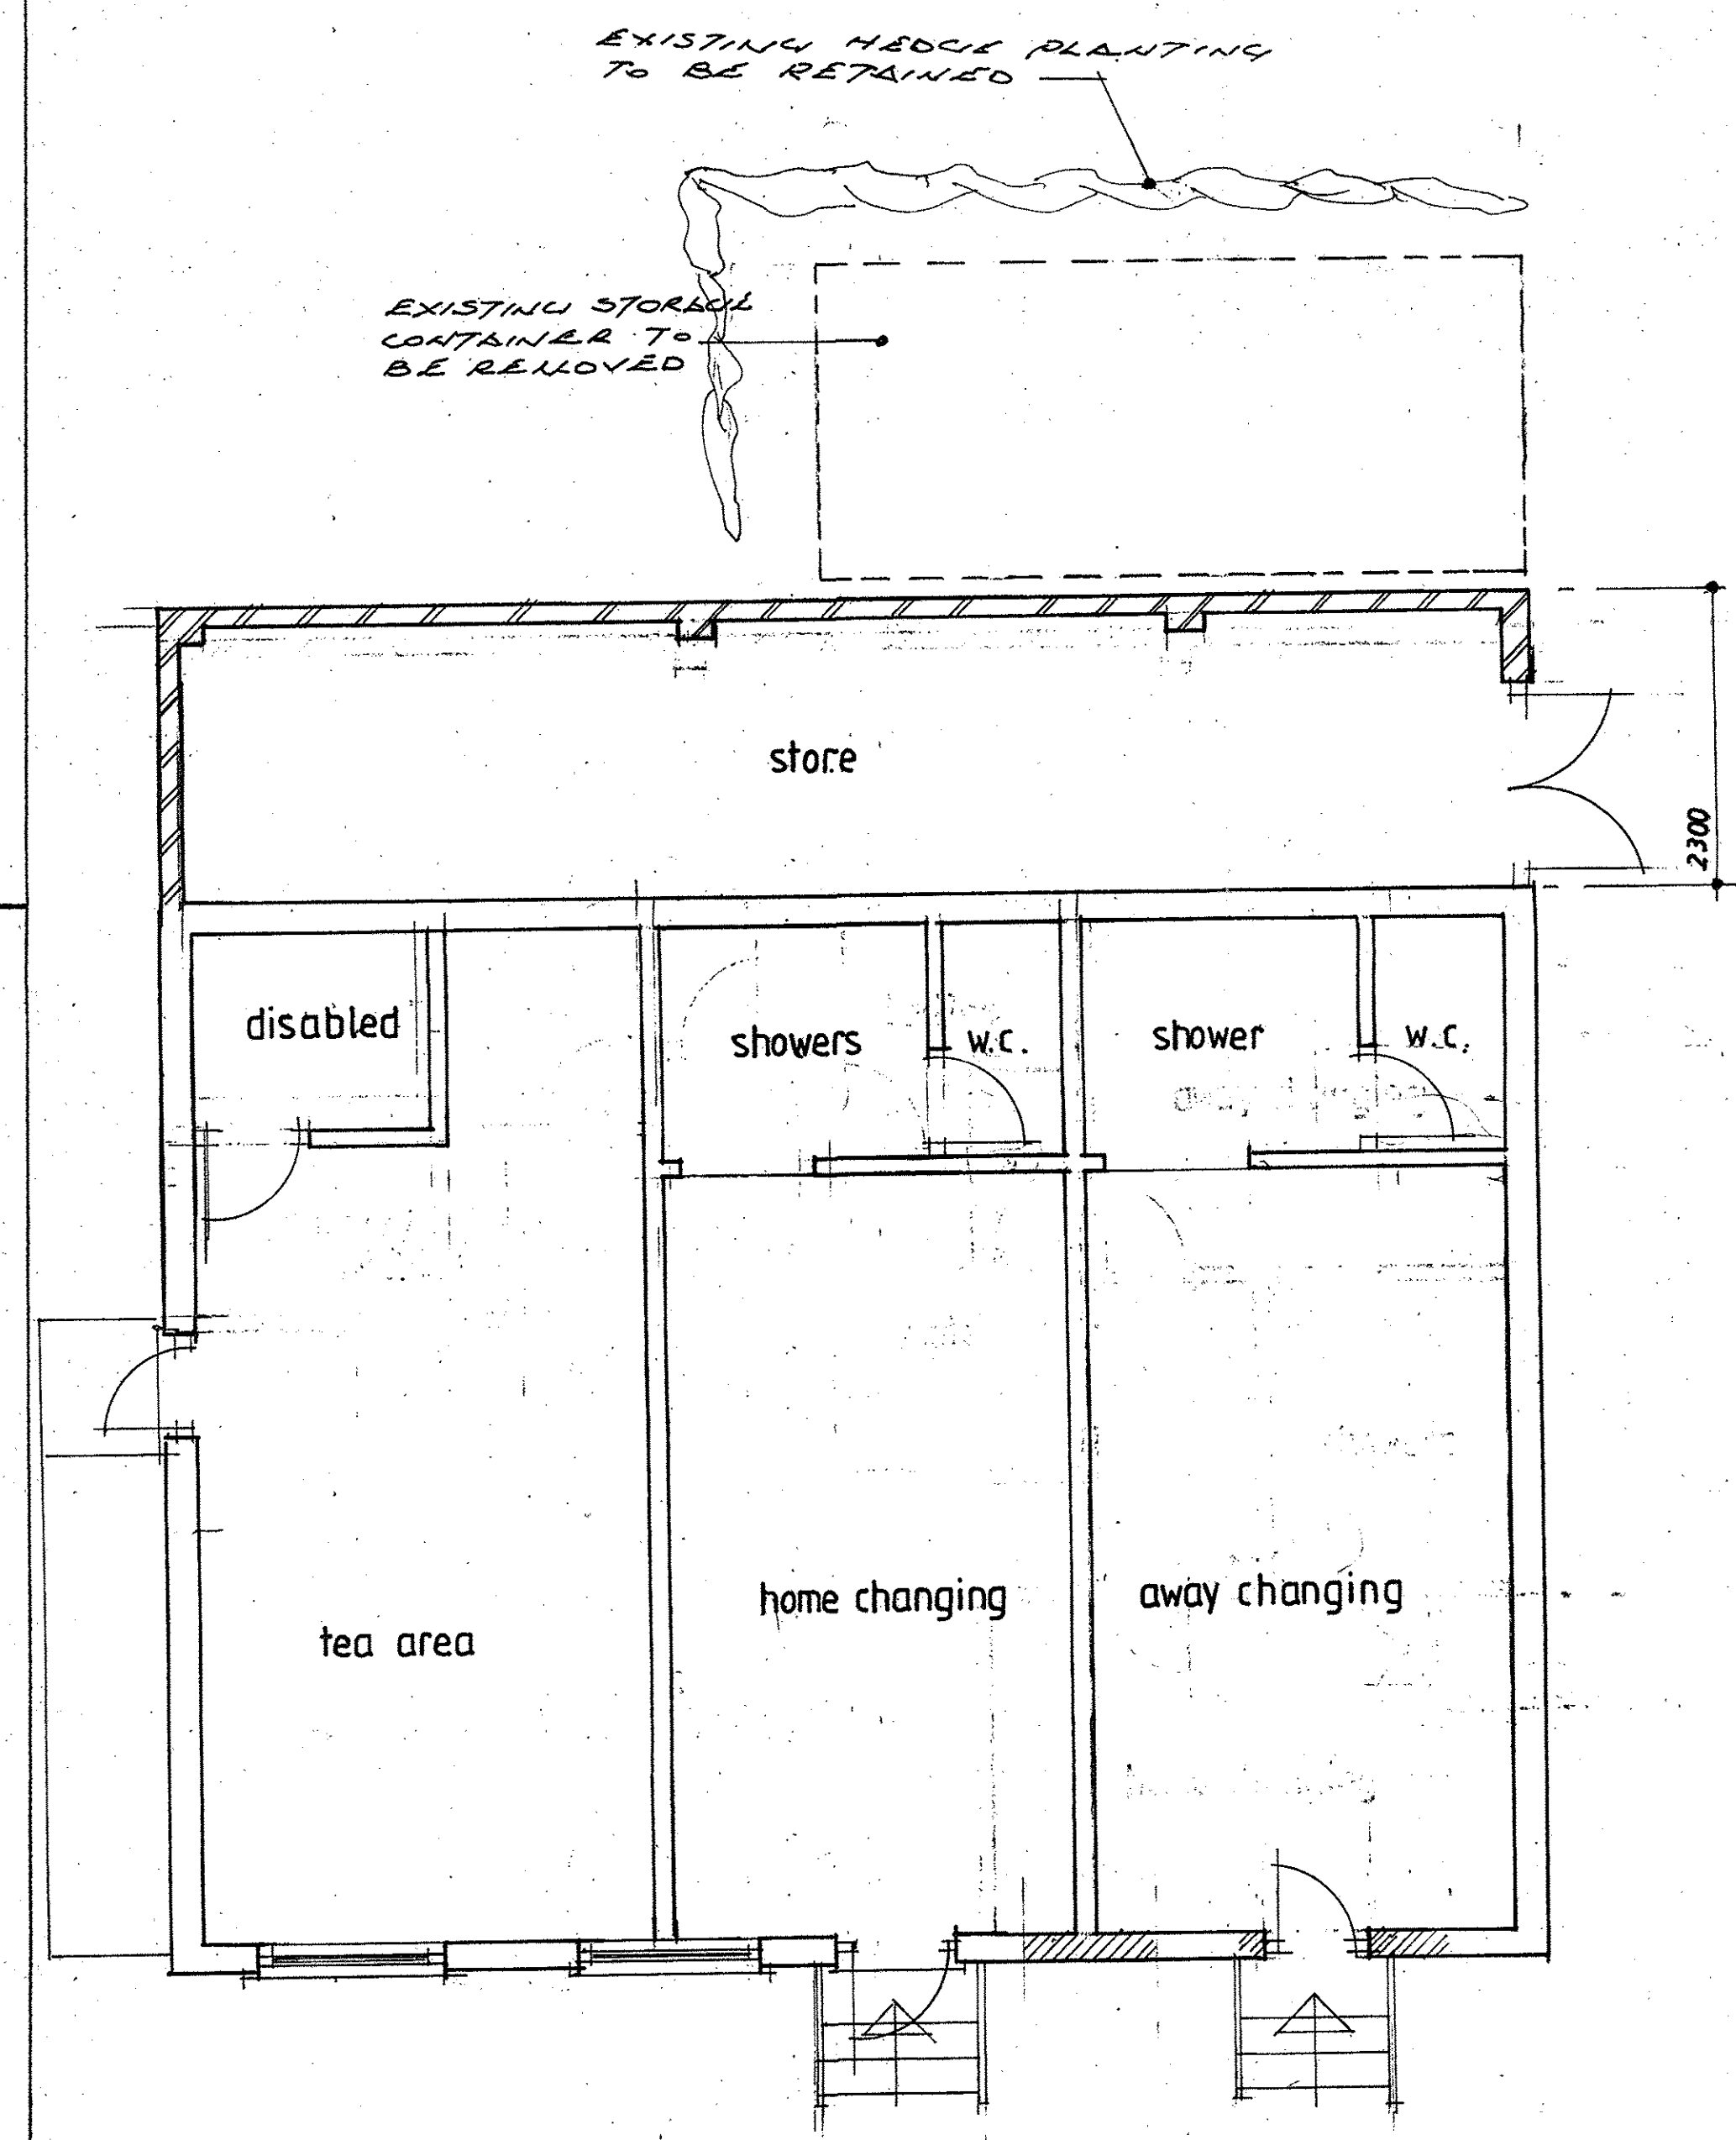 EXISTING HEDGE PLANTING
TO BE RETAINED
EXISTING STORAGE
CONTAINER TO
BE REMOVED
store
2300
disabled
showers
w.c.
shower
w.c.
home changing
away changing
tea area